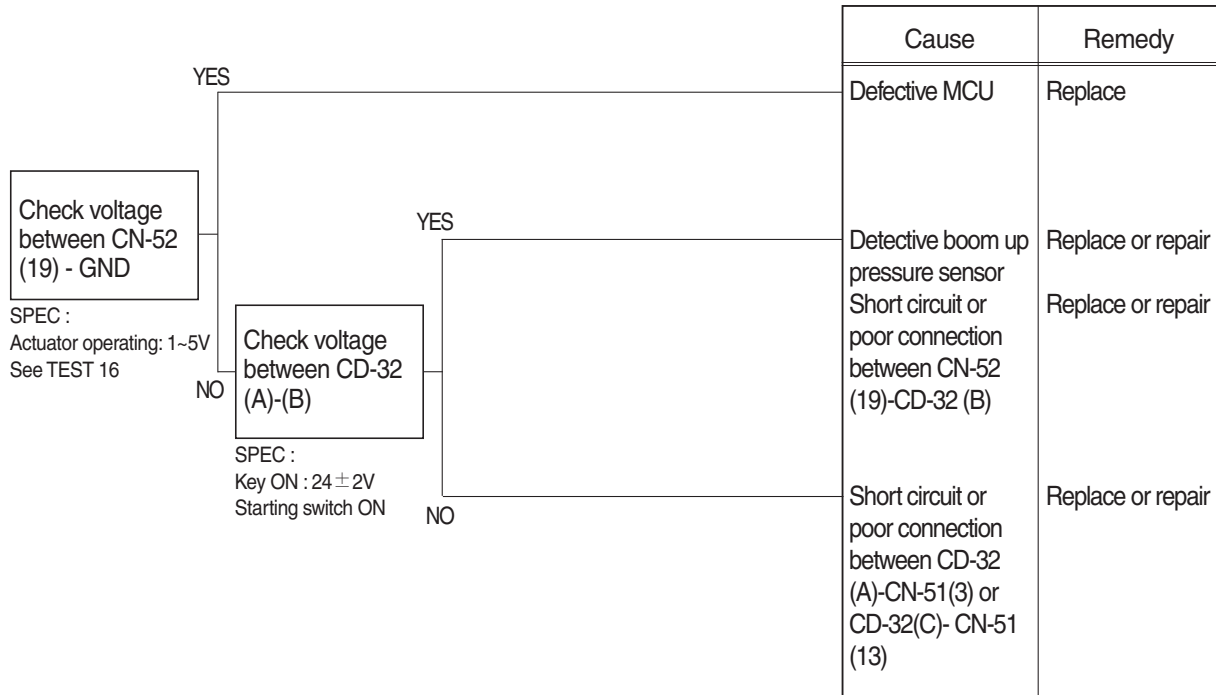 Cause
Remedy
YES
Defective MCU
Replace
Check voltage
between CN-52
(19) - GND
SPEC :
Actuator operating: 1~5V
See TEST 16
NO
YES
Detective boom up
pressure sensor
Replace or repair
Short circuit or
poor connection
between CN-52
(19)-CD-32 (B)
Replace or repair
Check voltage
between CD-32
(A)-(B)
SPEC :
Key ON : 24±2V
Starting switch ON
NO
Short circuit or
poor connection
between CD-32
(A)-CN-51(3) or
CD-32(C)- CN-51
(13)
Replace or repair